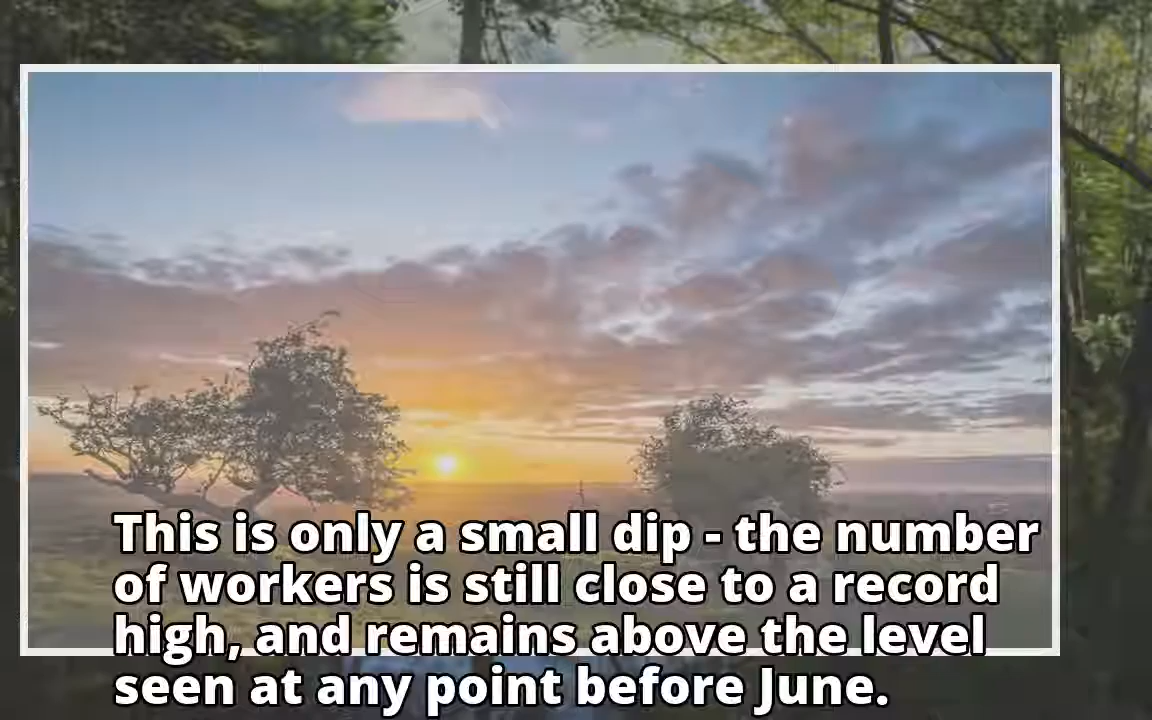 This is only a small dip - the number
of workers is still close to a record
high, and remains above the level
seen at any point before June.